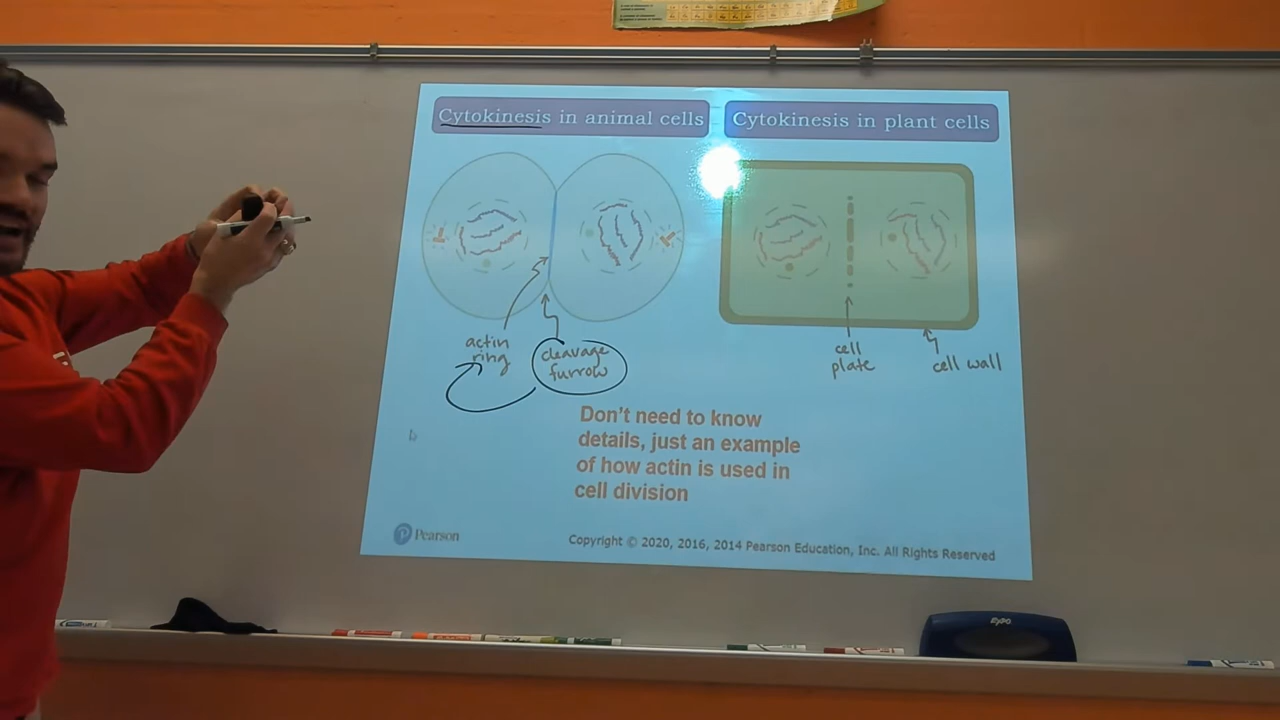 Cytokinesis in animal cells
Cytokinesis in plant cells
actin
ring
cleavage
furrow
cell
plate
cell wall
Don't need to know
details, just an example
of how actin is used in
cell division
Pearson
Copyright © 2020, 2016, 2014 Pearson Education, Inc. All Rights Reserved
EXPO